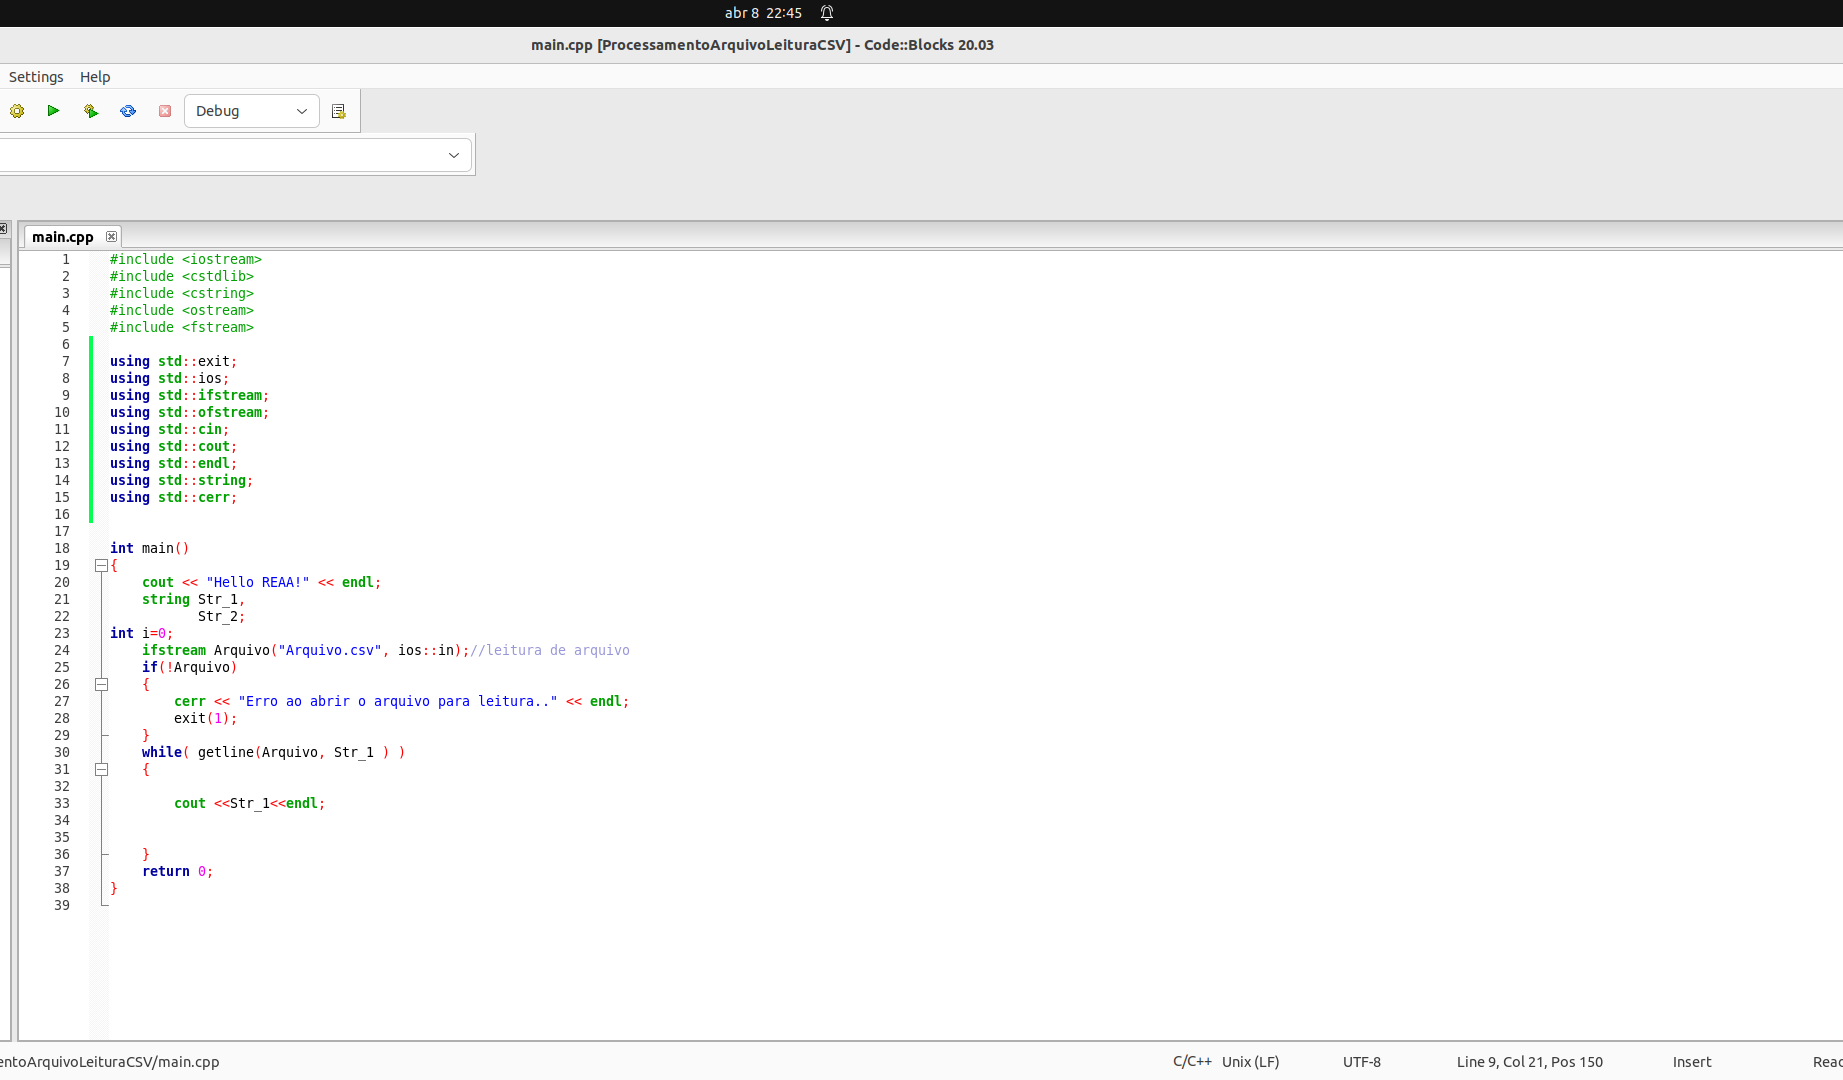 abr 8 22:45
main.cpp [ProcessamentoArquivoLeituraCSV] - Code::Blocks 20.03
Settings Help
Debug
main.cpp
1 #include <iostream>
2 #include <cstdlib>
3 #include <cstring>
4 #include <ostream>
5 #include <fstream>
6
7 using std::exit;
8 using std::ios;
9 using std::ifstream;
10 using std::ofstream;
11 using std::cin;
12 using std::cout;
13 using std::endl;
14 using std::string;
15 using std::cerr;
16
17
18 int main()
19 {
20 cout << "Hello REAA!" << endl;
21 string Str_1,
22 Str_2;
23 int i=0;
24 ifstream Arquivo("Arquivo.csv", ios::in);//leitura de arquivo
25 if(!Arquivo)
26 {
27 cerr << "Erro ao abrir o arquivo para leitura.." << endl;
28 exit(1);
29 }
30 while( getline(Arquivo, Str_1 ) )
31 {
32
33 cout <<Str_1<<endl;
34
35
36 }
37 return 0;
38 }
39
entoArquivoLeituraCSV/main.cpp C/C++ Unix (LF) UTF-8 Line 9, Col 21, Pos 150 Insert Read